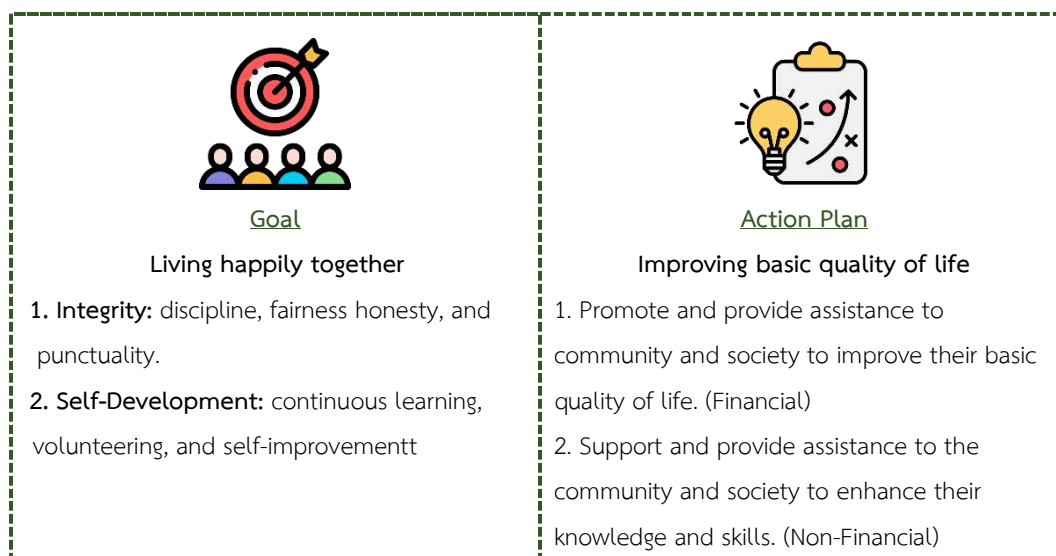 Goal
Living happily together
1. Integrity: discipline, fairness honesty, and
punctuality.
2. Self-Development: continuous learning,
volunteering, and self-improvementt
Action Plan
Improving basic quality of life
1. Promote and provide assistance to
community and society to improve their basic
quality of life. (Financial)
2. Support and provide assistance to the
community and society to enhance their
knowledge and skills. (Non-Financial)